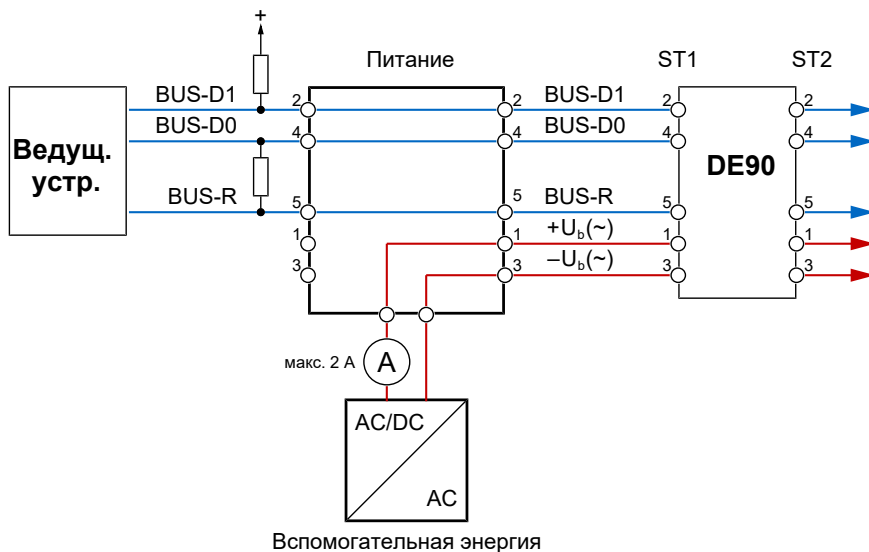 +
Питание
ST1
ST2
BUS-D1
2
2
BUS-D1
2
2
BUS-D0
4
4
BUS-D0
4
4
Ведущ.
устр.
DE90
BUS-R
5
5
BUS-R
5
5
1
1
+U_b(~)
1
1
3
3
–U_b(~)
3
3
макс. 2 A
A
AC/DC
AC
Вспомогательная энергия